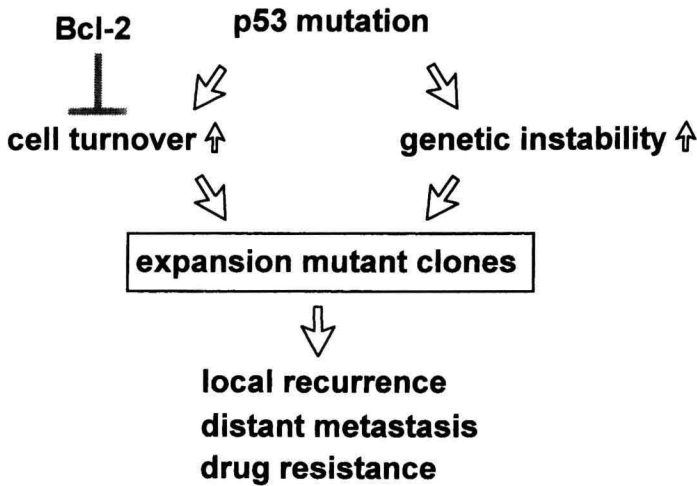 Bcl-2
p53 mutation
cell turnover
genetic instability
expansion mutant clones
local recurrence
distant metastasis
drug resistance